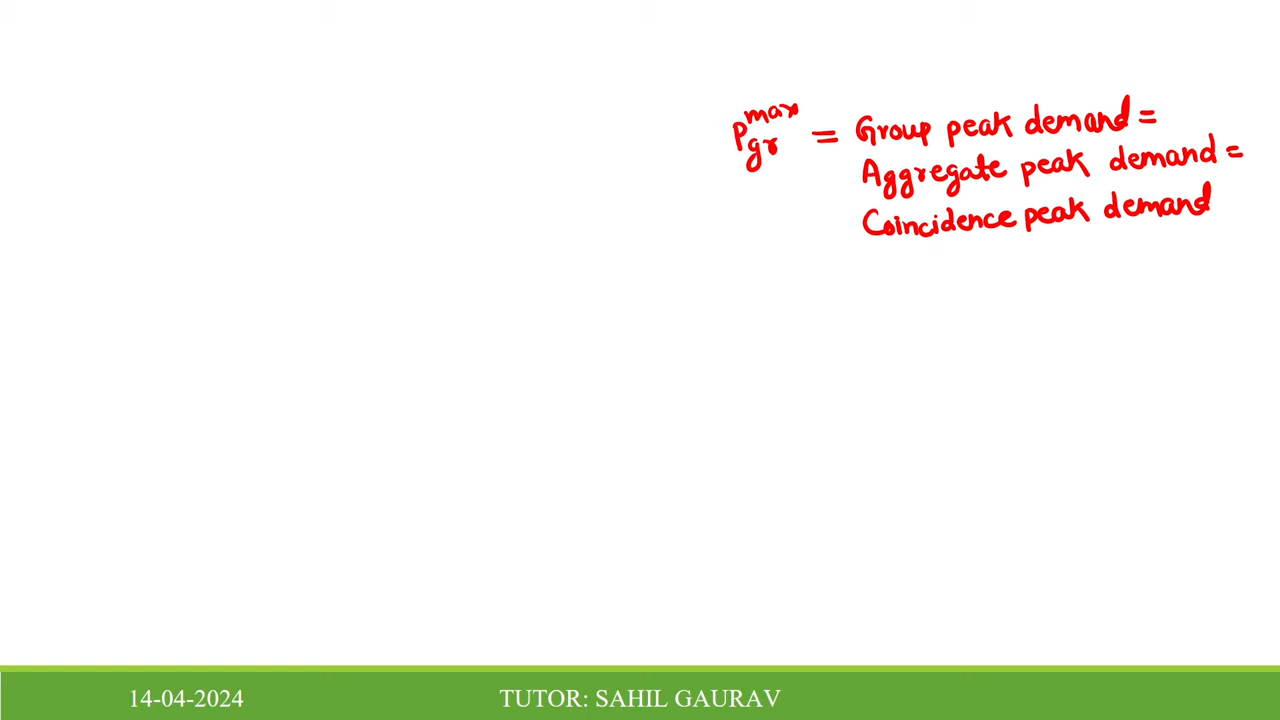 P_gr^max = Group peak demand =
Aggregate peak demand =
Coincidence peak demand
14-04-2024
TUTOR: SAHIL GAURAV